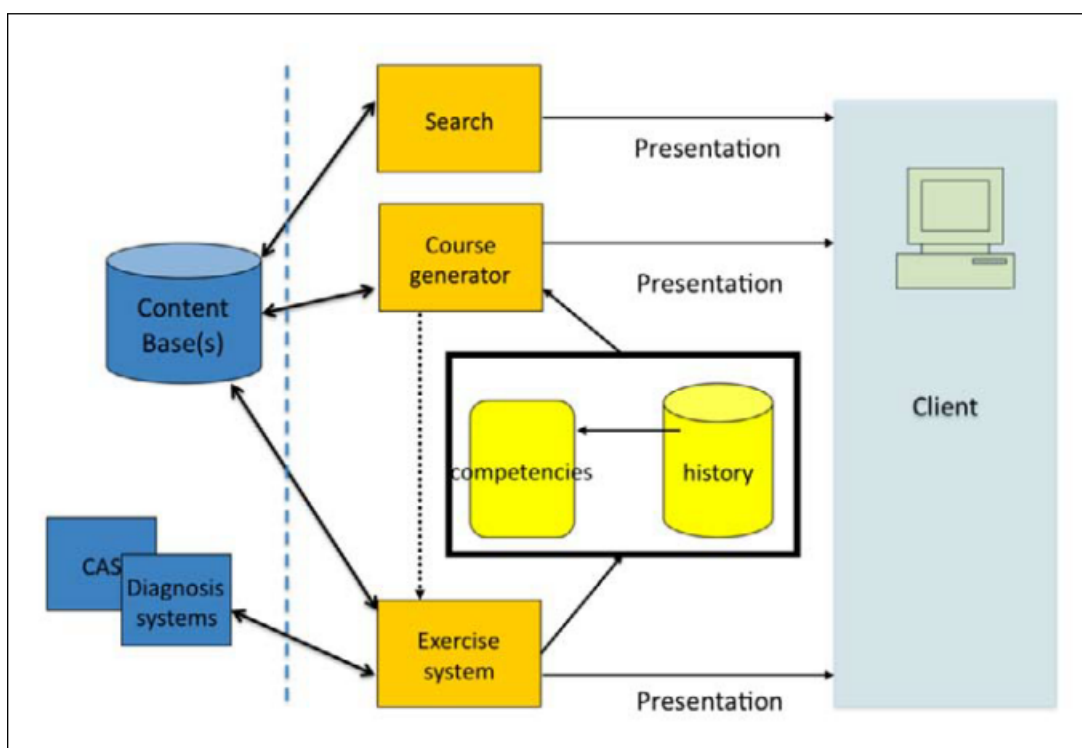 Search
Presentation
Course
generator
Presentation
Content
Base(s)
competencies
history
Client
CAS
Diagnosis
systems
Exercise
system
Presentation